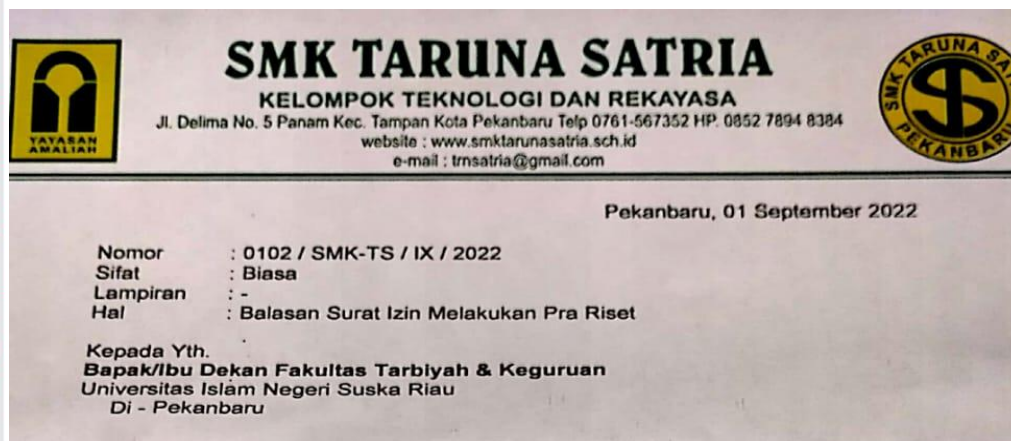 YAYASAN
AMALIAH
SMK TARUNA SATRIA
KELOMPOK TEKNOLOGI DAN REKAYASA
Jl. Delima No. 5 Panam Kec. Tampan Kota Pekanbaru Telp 0761-567352 HP. 0852 7894 8384
website : www.smktarunasatria.sch.id
e-mail : trnsatria@gmail.com
SMK TARUNA
PEKANBARU
Pekanbaru, 01 September 2022
Nomor : 0102 / SMK-TS / IX / 2022
Sifat : Biasa
Lampiran : -
Hal : Balasan Surat Izin Melakukan Pra Riset
Kepada Yth.
Bapak/Ibu Dekan Fakultas Tarbiyah & Keguruan
Universitas Islam Negeri Suska Riau
Di - Pekanbaru